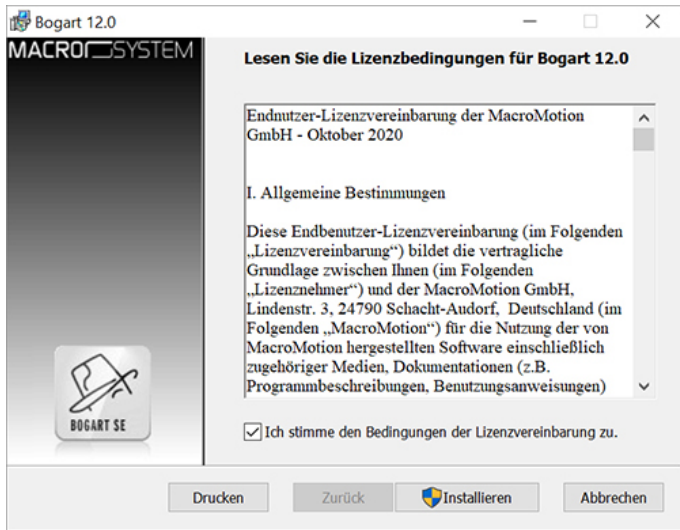 Bogart 12.0
MACROSYSTEM
Lesen Sie die Lizenzbedingungen für Bogart 12.0
Endnutzer-Lizenzvereinbarung der MacroMotion
GmbH - Oktober 2020
I. Allgemeine Bestimmungen
Diese Endbenutzer-Lizenzvereinbarung (im Folgenden
„Lizenzvereinbarung“) bildet die vertragliche
Grundlage zwischen Ihnen (im Folgenden
„Lizenznehmer“) und der MacroMotion GmbH,
Lindenstr. 3, 24790 Schacht-Audorf, Deutschland (im
Folgenden „MacroMotion“) für die Nutzung der von
MacroMotion hergestellten Software einschließlich
zugehöriger Medien, Dokumentationen (z.B.
Programmbeschreibungen, Benutzungsanweisungen)
BOGART SE
Ich stimme den Bedingungen der Lizenzvereinbarung zu.
Drucken
Zurück
Installieren
Abbrechen